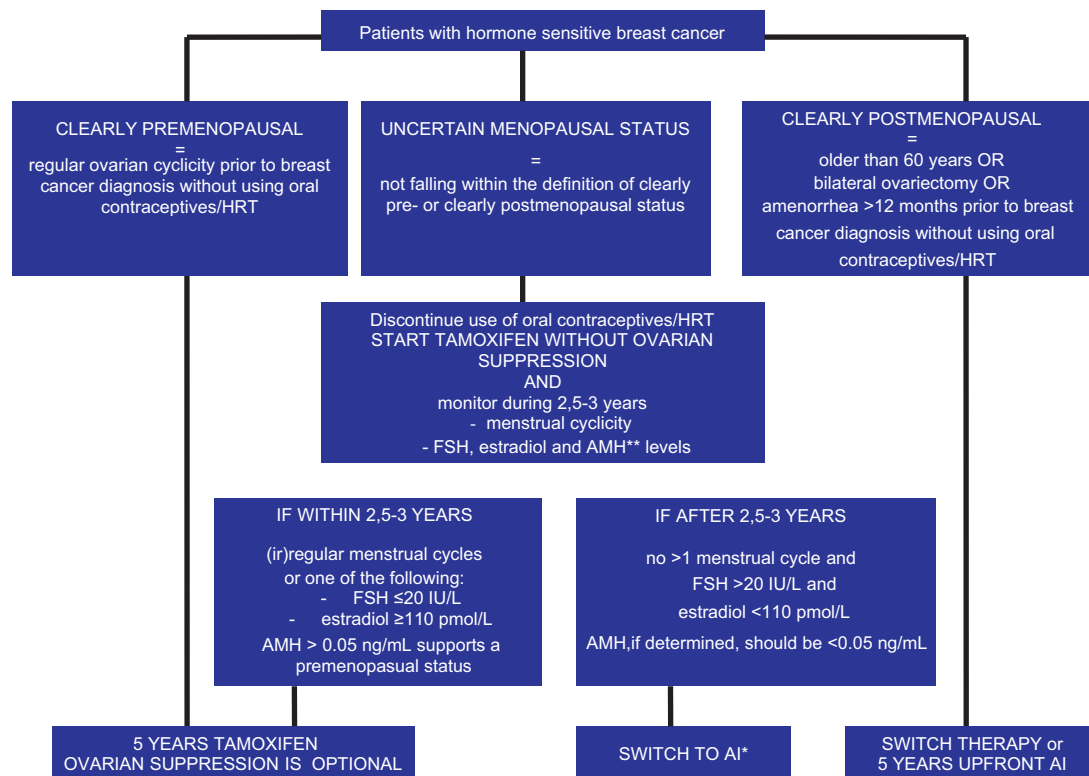 Patients with hormone sensitive breast cancer
CLEARLY PREMENOPAUSAL
=
regular ovarian cyclicity prior to breast
cancer diagnosis without using oral
contraceptives/HRT
UNCERTAIN MENOPAUSAL STATUS
=
not falling within the definition of clearly
pre- or clearly postmenopausal status
CLEARLY POSTMENOPAUSAL
=
older than 60 years OR
bilateral ovariectomy OR
amenorrhea >12 months prior to breast
cancer diagnosis without using oral
contraceptives/HRT
Discontinue use of oral contraceptives/HRT
START TAMOXIFEN WITHOUT OVARIAN
SUPPRESSION
AND
monitor during 2,5-3 years
- menstrual cyclicity
- FSH, estradiol and AMH** levels
IF WITHIN 2,5-3 YEARS
(ir)regular menstrual cycles
or one of the following:
- FSH ≤20 IU/L
- estradiol ≥110 pmol/L
AMH > 0.05 ng/mL supports a
premenopasual status
IF AFTER 2,5-3 YEARS
no >1 menstrual cycle and
FSH >20 IU/L and
estradiol <110 pmol/L
AMH,if determined, should be <0.05 ng/mL
5 YEARS TAMOXIFEN
OVARIAN SUPPRESSION IS OPTIONAL
SWITCH TO AI*
SWITCH THERAPY or
5 YEARS UPFRONT AI